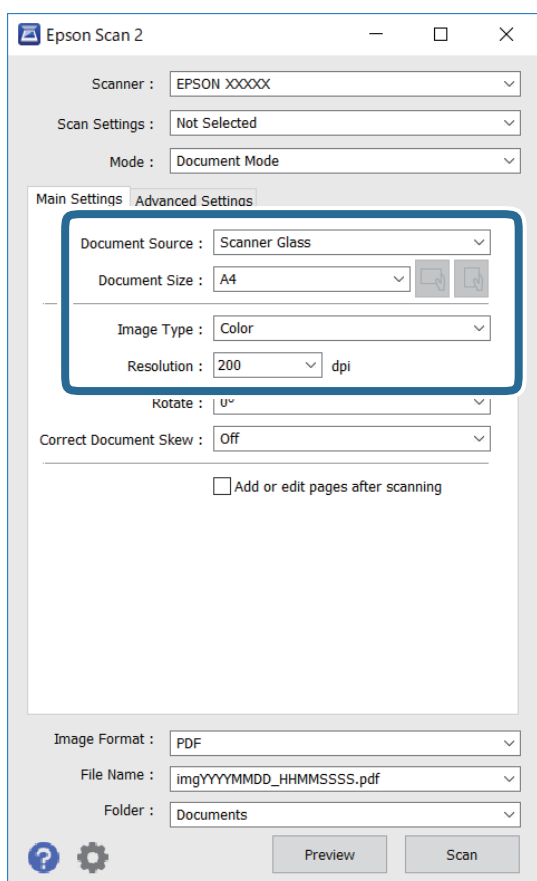 Epson Scan 2
Scanner : EPSON XXXXX
Scan Settings : Not Selected
Mode : Document Mode
Main Settings Advanced Settings
Document Source : Scanner Glass
Document Size : A4
Image Type : Color
Resolution : 200 dpi
Rotate : 0º
Correct Document Skew : Off
Add or edit pages after scanning
Image Format : PDF
File Name : imgYYYYMMDD_HHMMSSSS.pdf
Folder : Documents
? Preview Scan